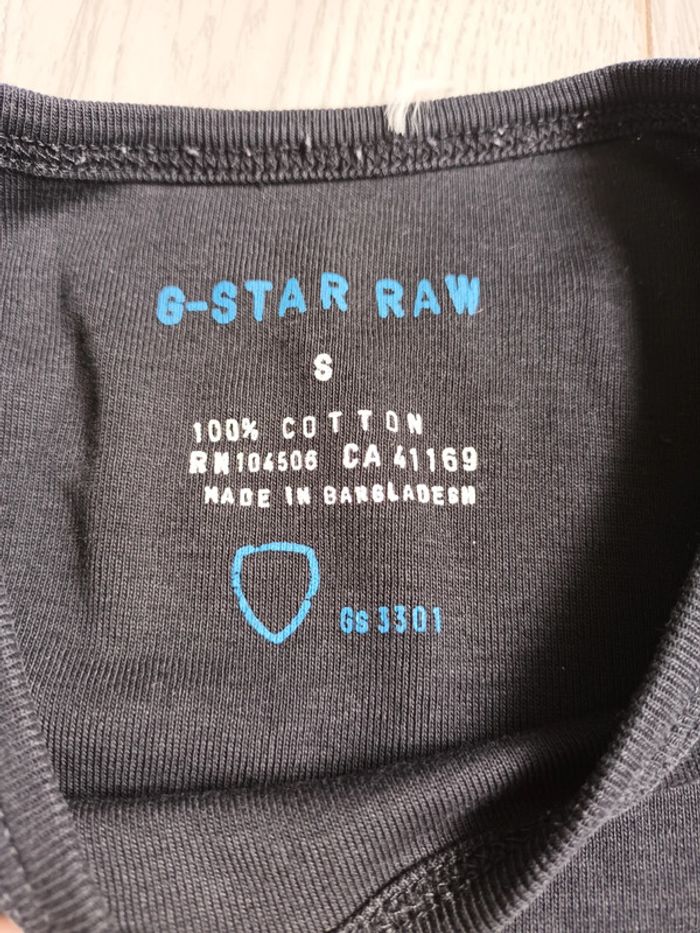 G-STAR RAW
S
100% COTTON
RN104506 CA 41169
MADE IN BANGLADESH
Gs 3301